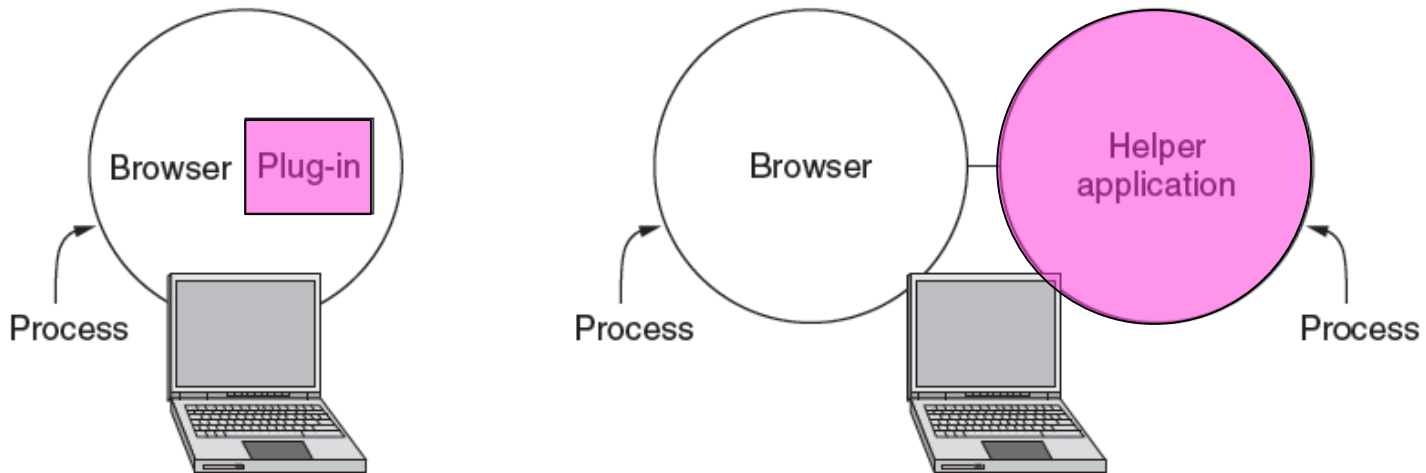 Browser
Plug-in
Process
Browser
Helper
application
Process
Process